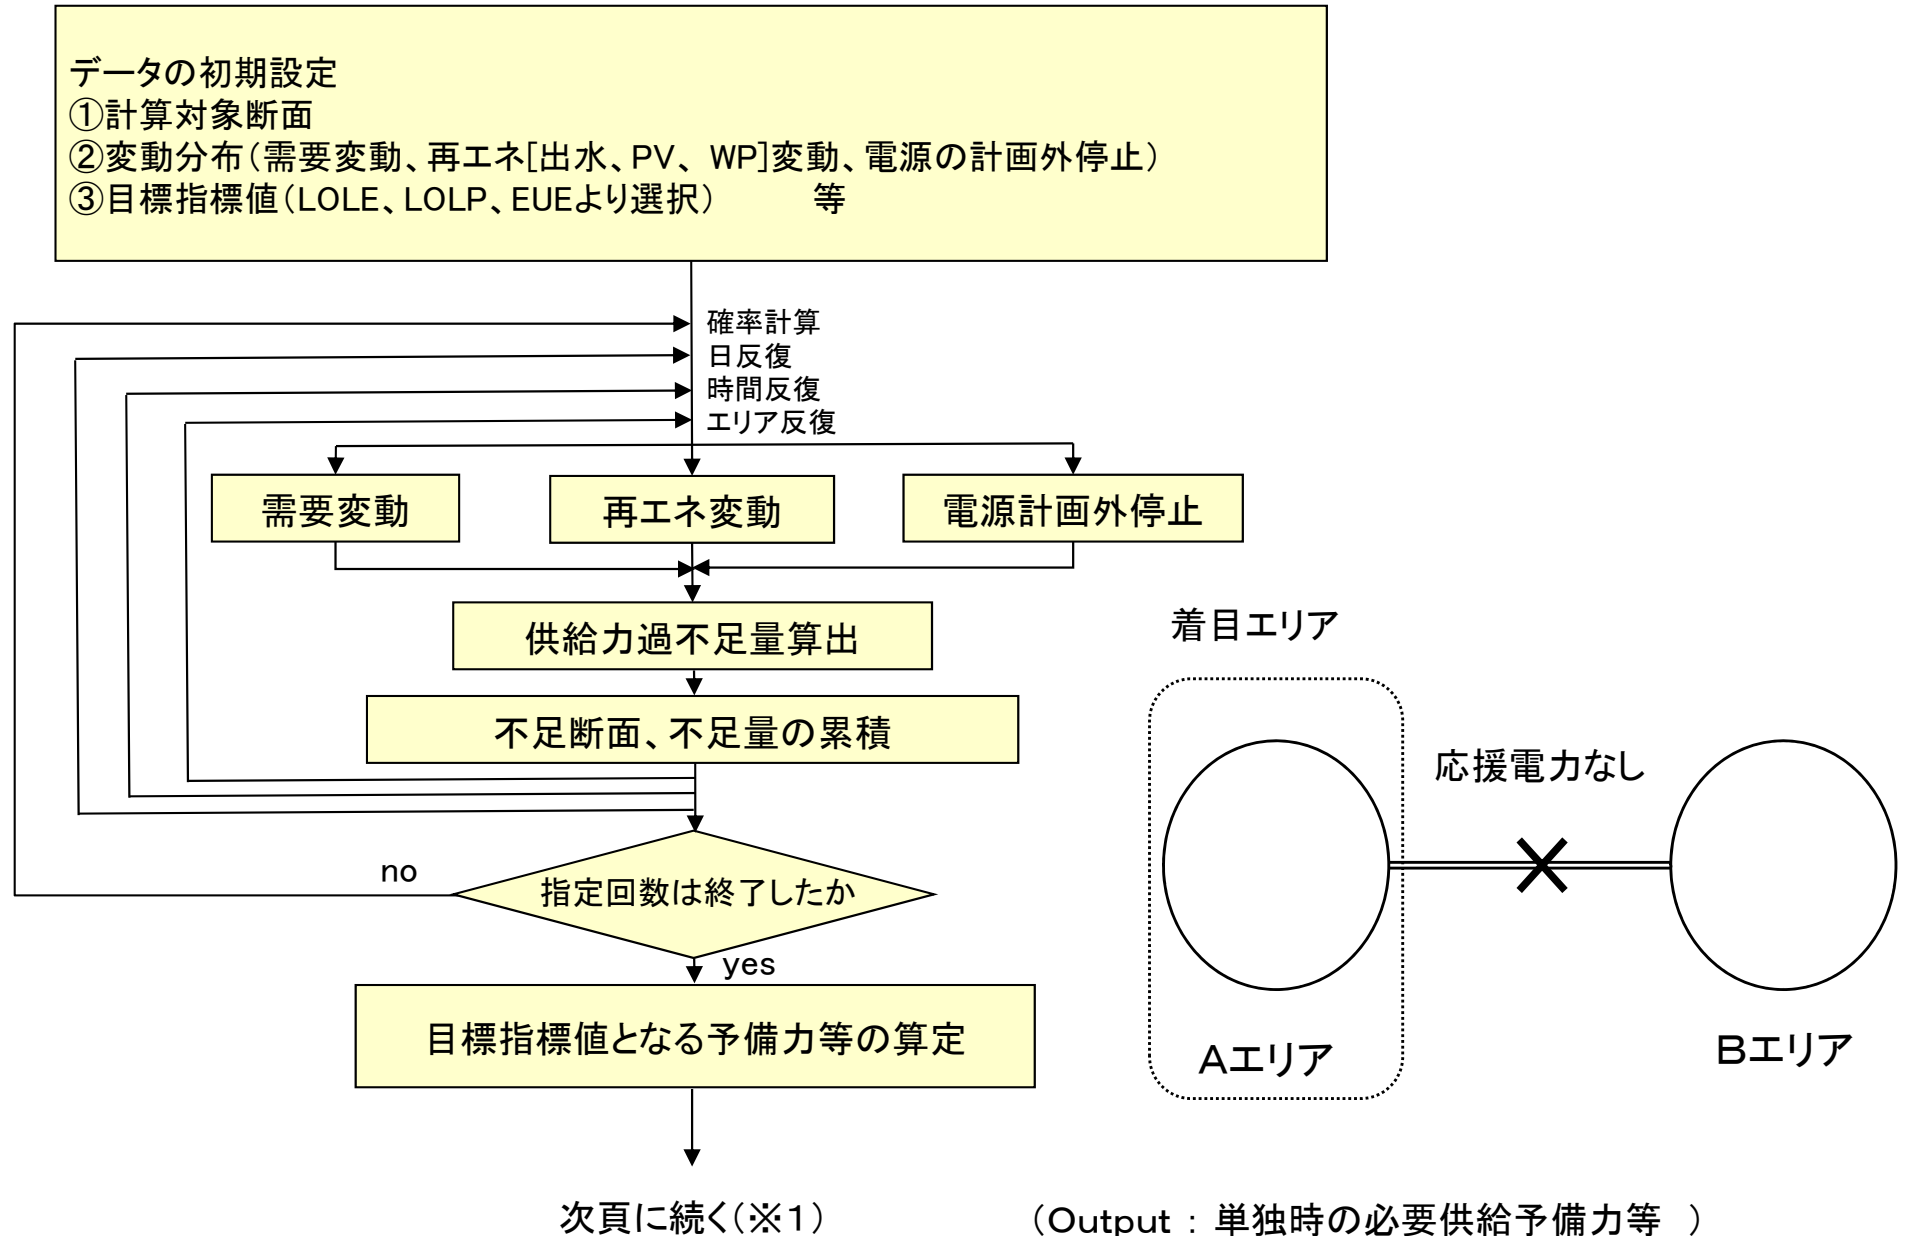 データの初期設定
①計算対象断面
②変動分布（需要変動、再エネ[出水、PV、WP]変動、電源の計画外停止）
③目標指標値（LOLE、LOLP、EUEより選択）　　等
確率計算
日反復
時間反復
エリア反復
需要変動
再エネ変動
電源計画外停止
供給力過不足量算出
不足断面、不足量の累積
no
指定回数は終了したか
yes
目標指標値となる予備力等の算定
次頁に続く（※１）
着目エリア
応援電力なし
Aエリア
Bエリア
（Output：単独時の必要供給予備力等　）